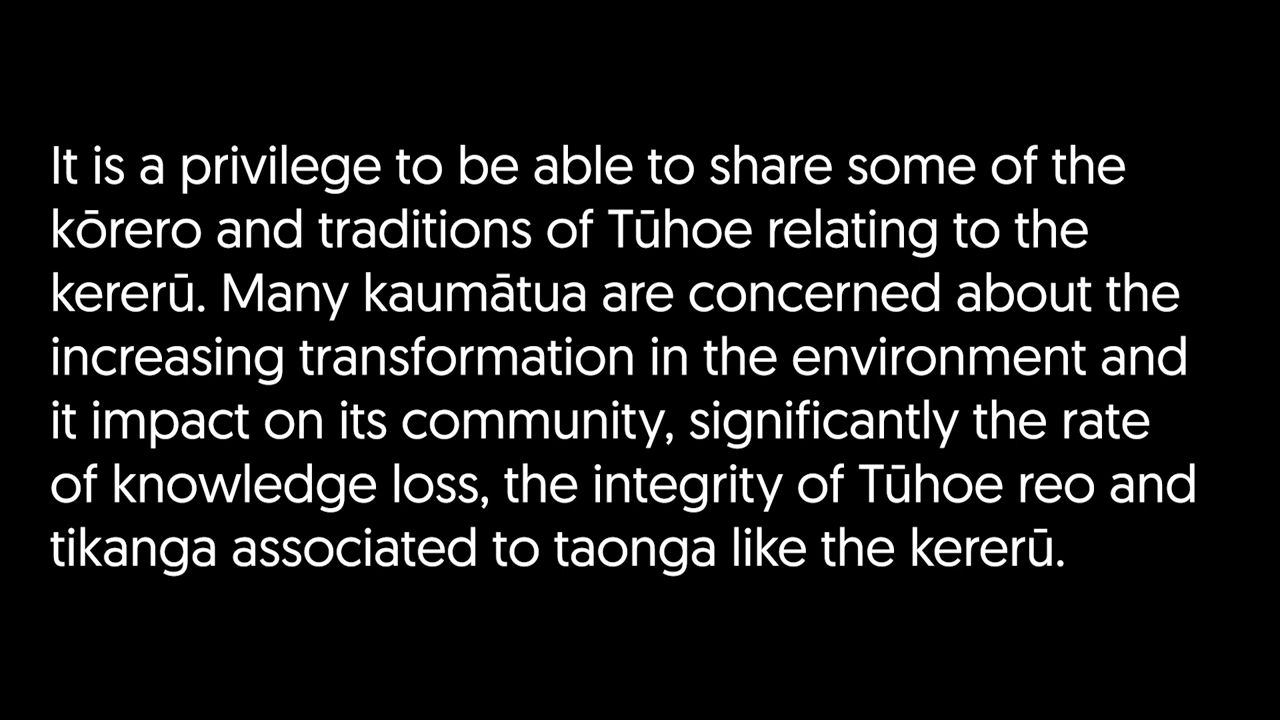 It is a privilege to be able to share some of the
kōrero and traditions of Tūhoe relating to the
kererū. Many kaumātua are concerned about the
increasing transformation in the environment and
it impact on its community, significantly the rate
of knowledge loss, the integrity of Tūhoe reo and
tikanga associated to taonga like the kererū.